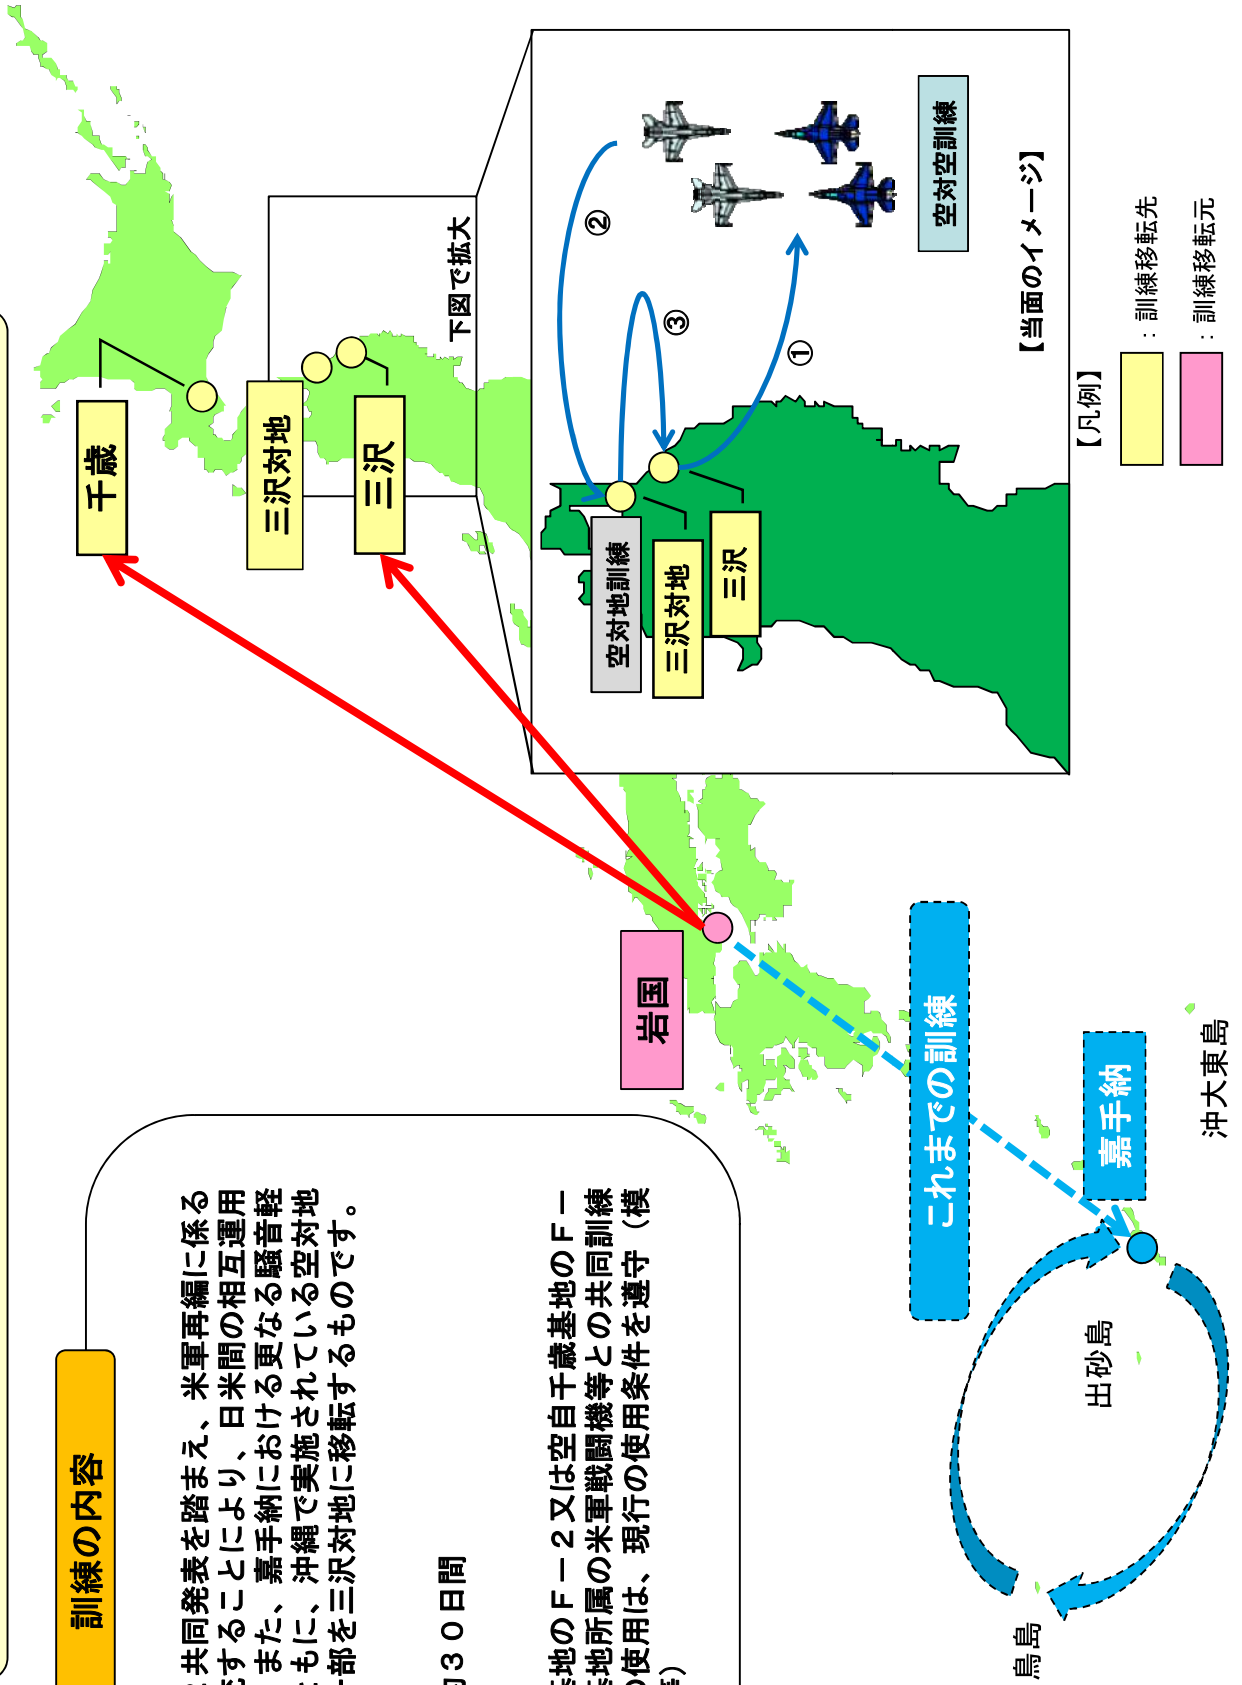 訓練の内容
共同発表を踏まえ、米軍再編に係る
することにより、日米間の相互運用
また、嘉手納における更なる騒音軽
もに、沖縄で実施されている空対地
部を三沢対地に移転するものです。
３０日間
基地のＦ－２又は空自千歳基地のＦ－
基地所属の米軍戦闘機等との共同訓練
の使用は、現行の使用条件を遵守（模
）
千歳
三沢対地
三沢
下図で拡大
②
③
①
空対空訓練
空対地訓練
三沢対地
三沢
【当面のイメージ】
【凡例】
：訓練移転先
：訓練移転元
岩国
これまでの訓練
嘉手納
沖大東島
出砂島
鳥島